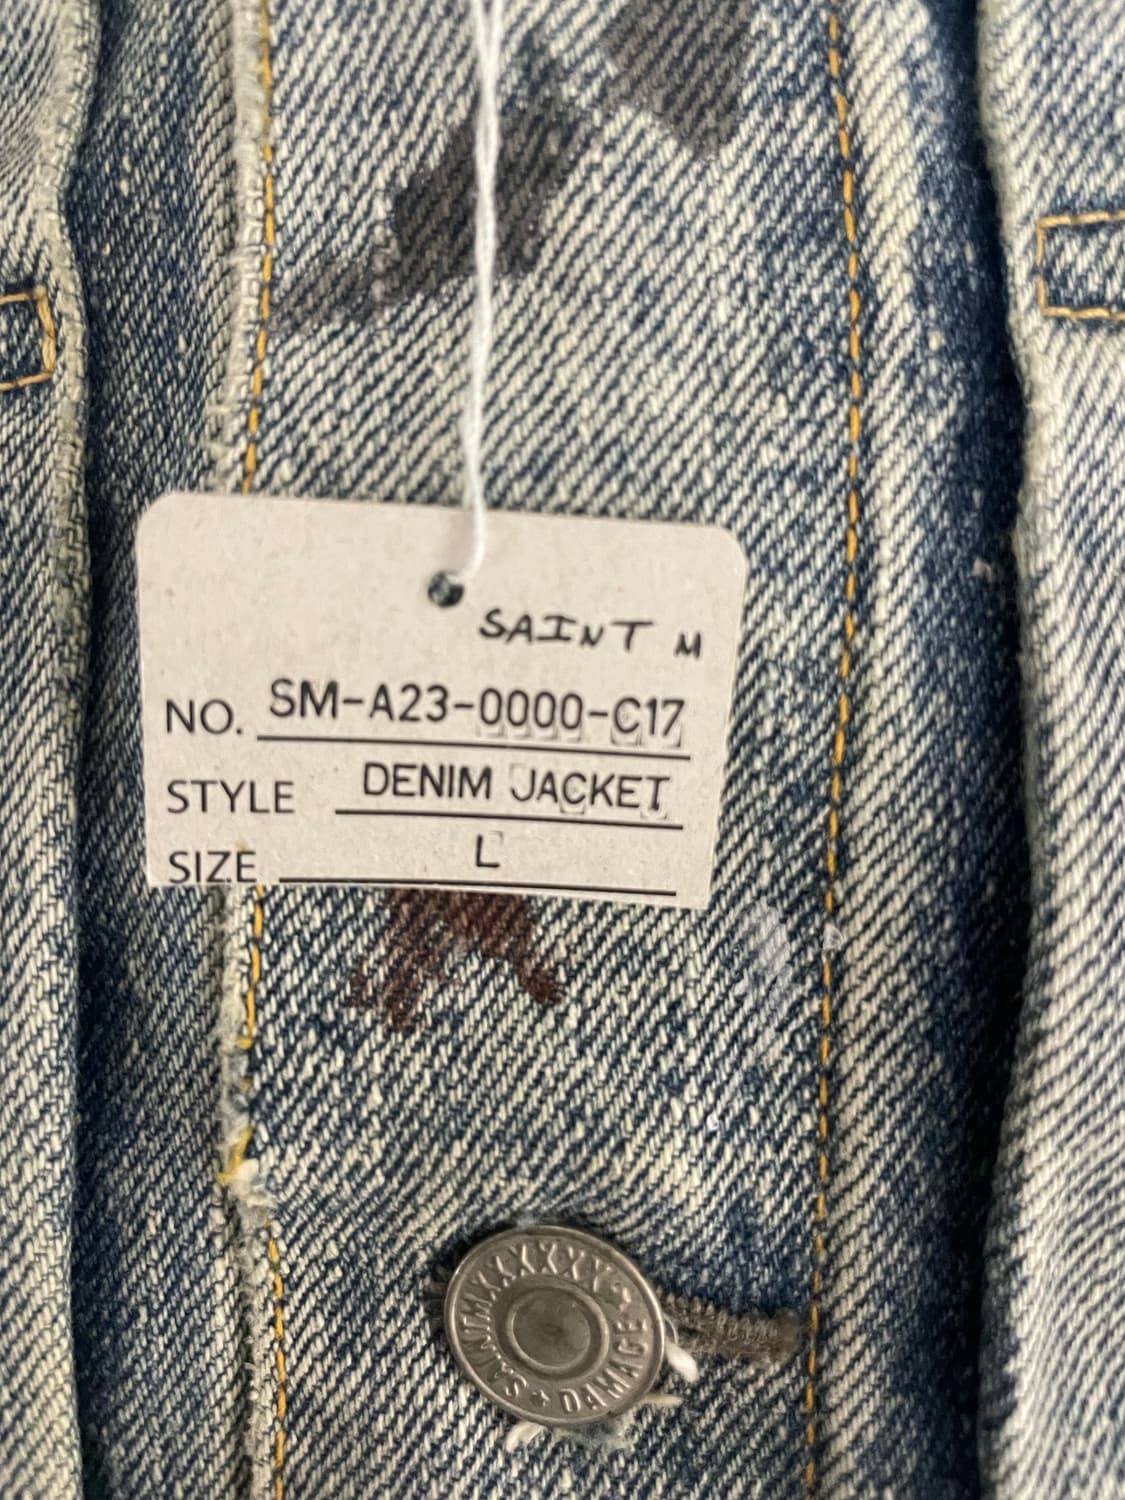 SAINT M
NO. SM-A23-0000-C17
STYLE DENIM JACKET
SIZE L
SAINTMXXXXXX
DAMAGE